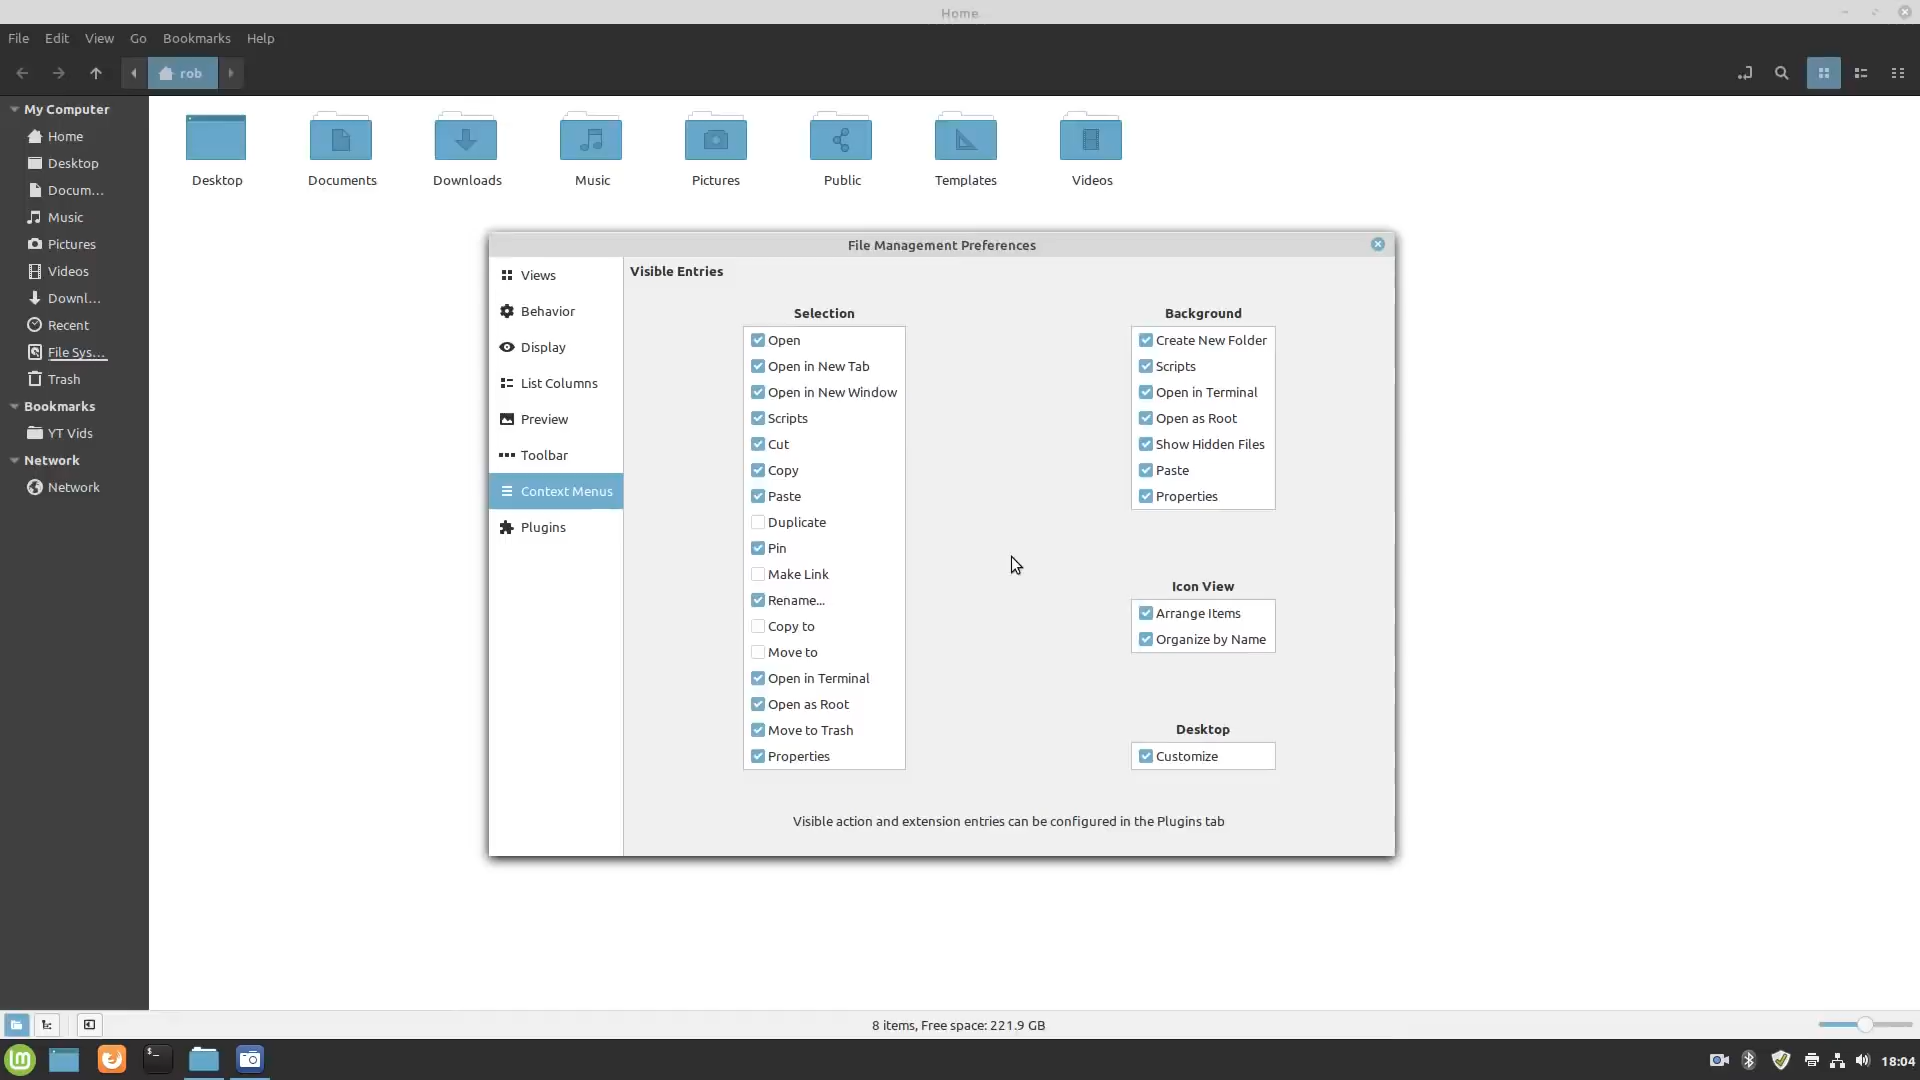 Home
File Edit View Go Bookmarks Help
rob
My Computer
Home
Desktop
Docum...
Music
Pictures
Videos
Downl...
Recent
File Sys...
Trash
Bookmarks
YT Vids
Network
Network
Desktop
Documents
Downloads
Music
Pictures
Public
Templates
Videos
File Management Preferences
Views
Behavior
Display
List Columns
Preview
Toolbar
Context Menus
Plugins
Visible Entries
Selection
Open
Open in New Tab
Open in New Window
Scripts
Cut
Copy
Paste
Duplicate
Pin
Make Link
Rename...
Copy to
Move to
Open in Terminal
Open as Root
Move to Trash
Properties
Background
Create New Folder
Scripts
Open in Terminal
Open as Root
Show Hidden Files
Paste
Properties
Icon View
Arrange Items
Organize by Name
Desktop
Customize
Visible action and extension entries can be configured in the Plugins tab
8 items, Free space: 221.9 GB
18:04